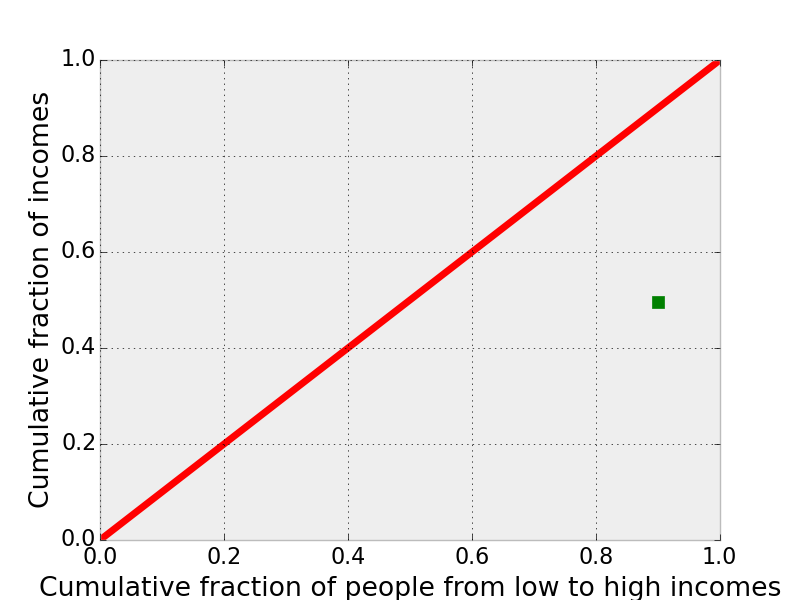 Cumulative fraction of incomes
1.0
0.8
0.6
0.4
0.2
0.0
0.0 0.2 0.4 0.6 0.8 1.0
Cumulative fraction of people from low to high incomes